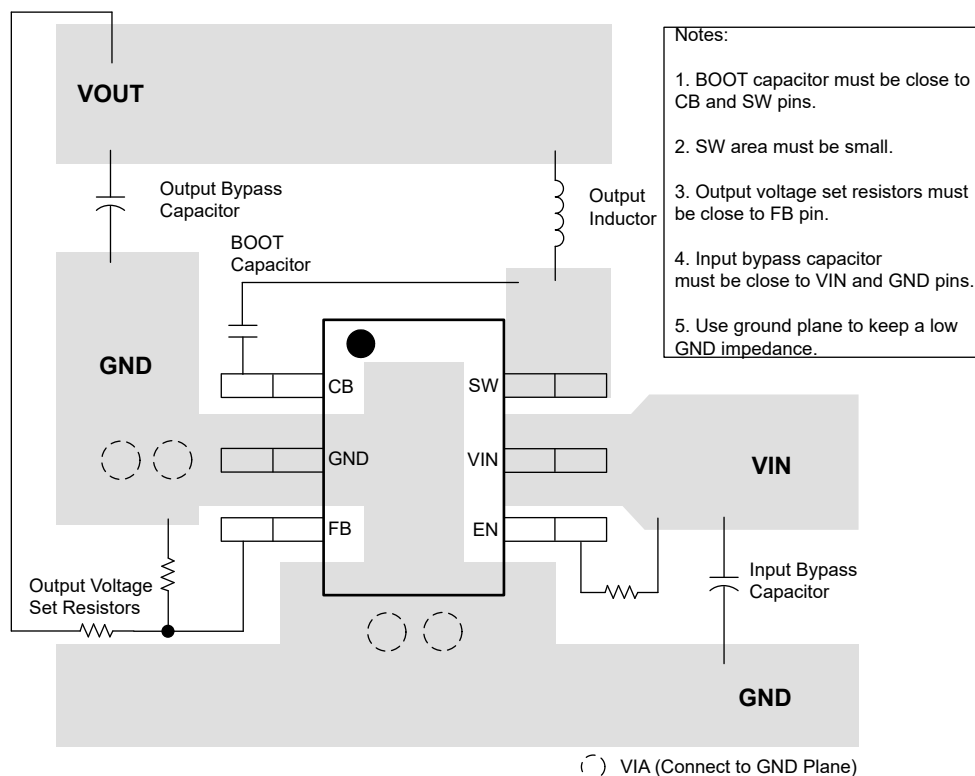 VOUT
Output Bypass
Capacitor
Output
Inductor
BOOT
Capacitor
GND
CB
SW
GND
VIN
VIN
FB
EN
Output Voltage
Set Resistors
Input Bypass
Capacitor
GND
VIA (Connect to GND Plane)
Notes:
1. BOOT capacitor must be close to
CB and SW pins.
2. SW area must be small.
3. Output voltage set resistors must
be close to FB pin.
4. Input bypass capacitor
must be close to VIN and GND pins.
5. Use ground plane to keep a low
GND impedance.